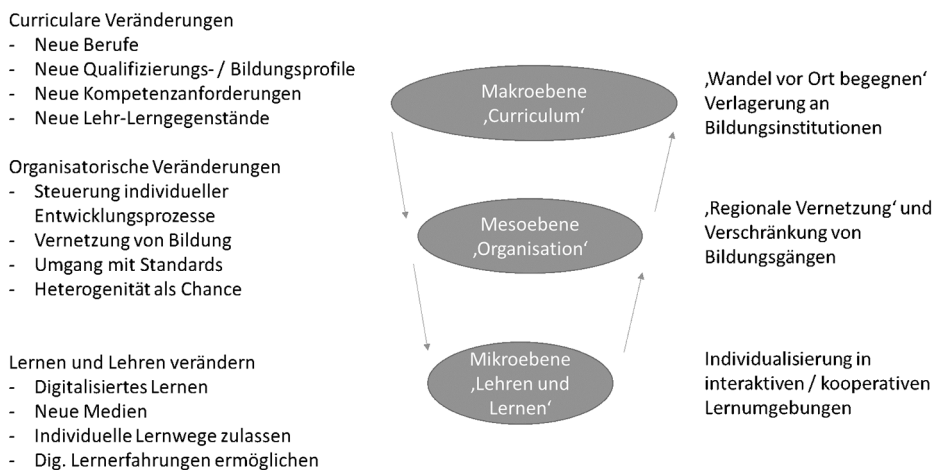 Curriculare Veränderungen
- Neue Berufe
- Neue Qualifizierungs- / Bildungsprofile
- Neue Kompetenzanforderungen
- Neue Lehr-Lerngegenstände
Makroebene
‚Curriculum‘
‚Wandel vor Ort begegnen‘
Verlagerung an
Bildungsinstitutionen
Organisatorische Veränderungen
- Steuerung individueller
Entwicklungsprozesse
- Vernetzung von Bildung
- Umgang mit Standards
- Heterogenität als Chance
Mesoebene
‚Organisation‘
‚Regionale Vernetzung‘ und
Verschränkung von
Bildungsgängen
Lernen und Lehren verändern
- Digitalisiertes Lernen
- Neue Medien
- Individuelle Lernwege zulassen
- Dig. Lernerfahrungen ermöglichen
Mikroebene
‚Lehren und
Lernen‘
Individualisierung in
interaktiven / kooperativen
Lernumgebungen